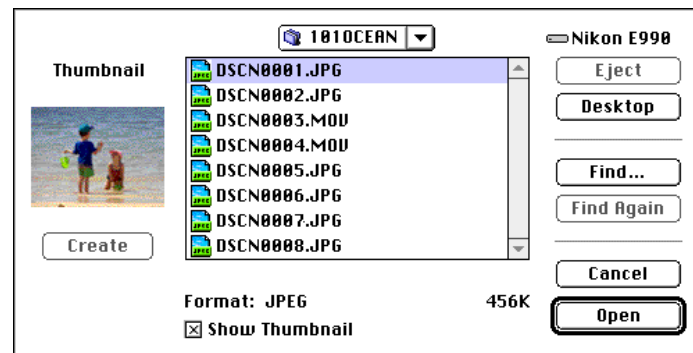 101OCEAN
Nikon E990
Thumbnail
DSCN0001.JPG
DSCN0002.JPG
DSCN0003.MOV
DSCN0004.MOV
DSCN0005.JPG
DSCN0006.JPG
DSCN0007.JPG
DSCN0008.JPG
Create
Eject
Desktop
Find...
Find Again
Cancel
Open
Format: JPEG 456K
Show Thumbnail